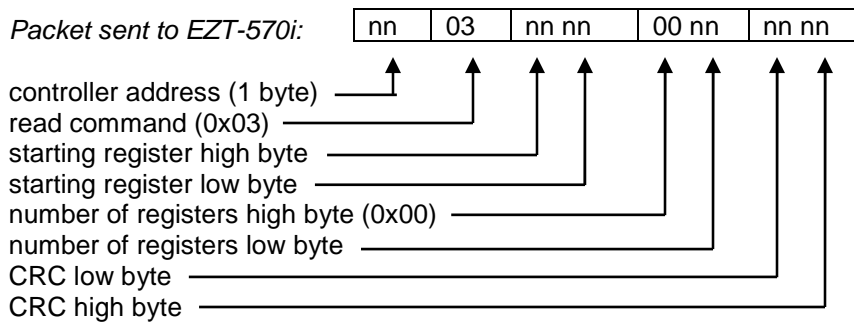 Packet sent to EZT-570i: nn 03 nn nn 00 nn nn nn
controller address (1 byte)
read command (0x03)
starting register high byte
starting register low byte
number of registers high byte (0x00)
number of registers low byte
CRC low byte
CRC high byte